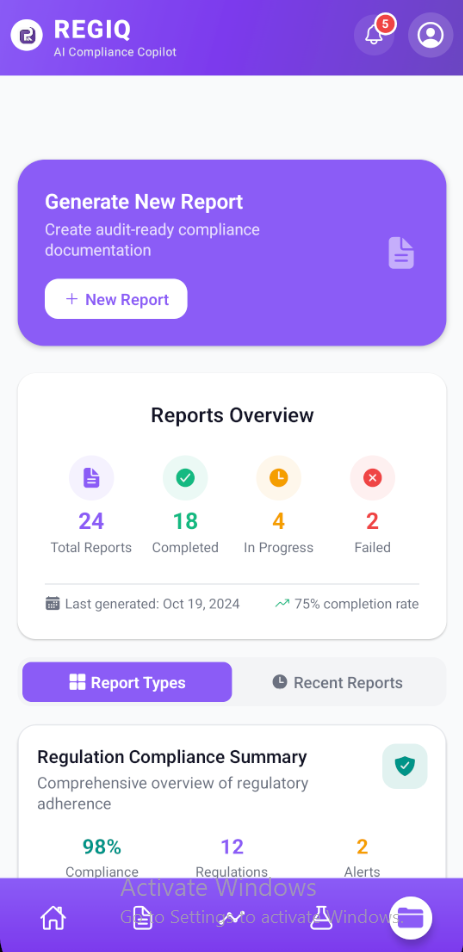 REGIQ
AI Compliance Copilot
5
Generate New Report
Create audit-ready compliance
documentation
+ New Report
Reports Overview
24 18 4 2
Total Reports Completed In Progress Failed
Last generated: Oct 19, 2024 75% completion rate
Report Types Recent Reports
Regulation Compliance Summary
Comprehensive overview of regulatory
adherence
98% 12 2
Compliance Regulations Alerts
Activate Windows
Go to Settings to activate Windows.